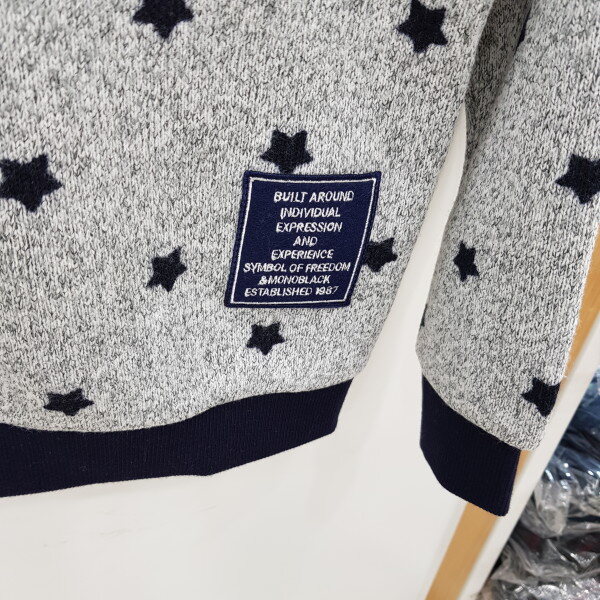 BUILT AROUND
INDIVIDUAL
EXPRESSION
AND
EXPERIENCE
SYMBOL OF FREEDOM
&MONOBLACK
ESTABLISHED 1987